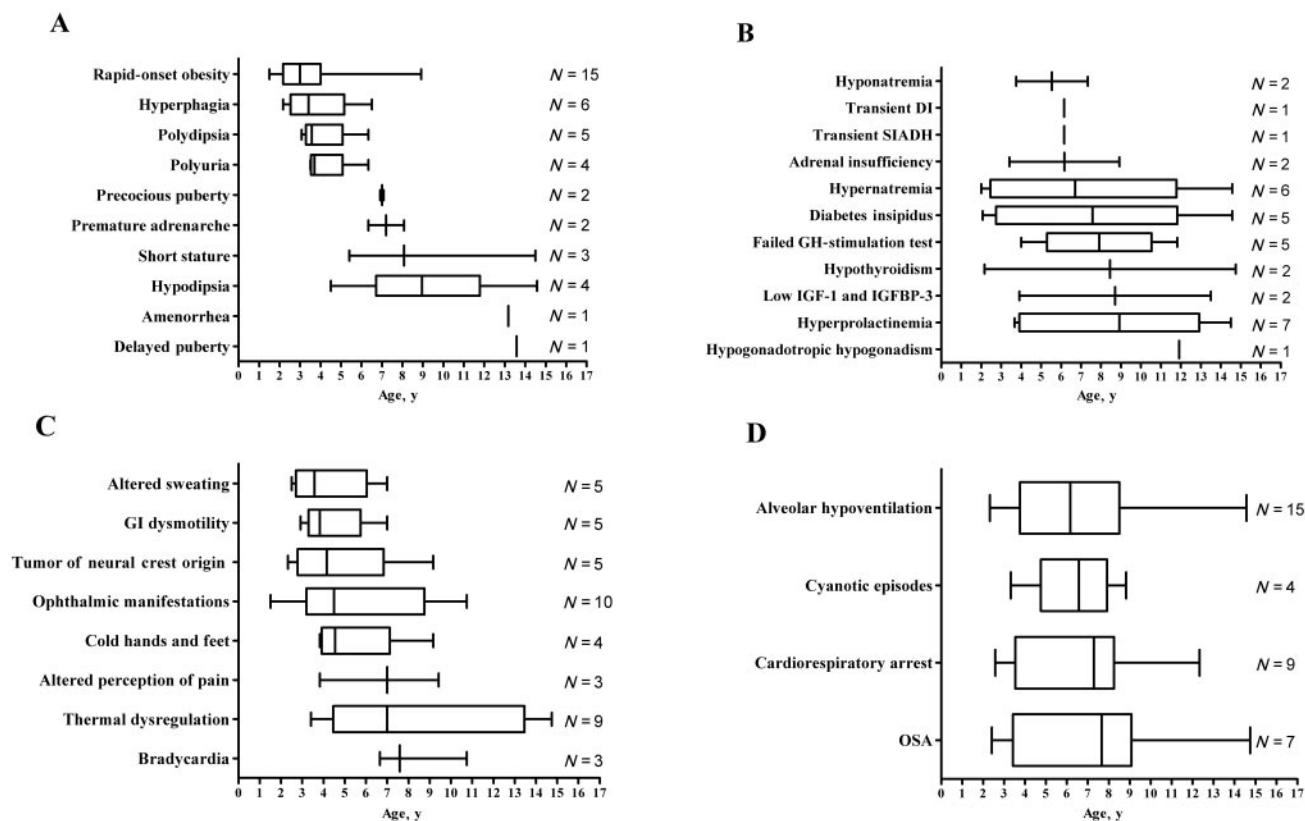 A
Rapid-onset obesity N = 15
Hyperphagia N = 6
Polydipsia N = 5
Polyuria N = 4
Precocious puberty N = 2
Premature adrenarche N = 2
Short stature N = 3
Hypodipsia N = 4
Amenorrhea N = 1
Delayed puberty N = 1
0 1 2 3 4 5 6 7 8 9 10 11 12 13 14 15 16 17
Age, y
B
Hyponatremia N = 2
Transient DI N = 1
Transient SIADH N = 1
Adrenal insufficiency N = 2
Hypernatremia N = 6
Diabetes insipidus N = 5
Failed GH-stimulation test N = 5
Hypothyroidism N = 2
Low IGF-1 and IGFBP-3 N = 2
Hyperprolactinemia N = 7
Hypogonadotropic hypogonadism N = 1
0 1 2 3 4 5 6 7 8 9 10 11 12 13 14 15 16 17
Age, y
C
Altered sweating N = 5
GI dysmotility N = 5
Tumor of neural crest origin N = 5
Ophthalmic manifestations N = 10
Cold hands and feet N = 4
Altered perception of pain N = 3
Thermal dysregulation N = 9
Bradycardia N = 3
0 1 2 3 4 5 6 7 8 9 10 11 12 13 14 15 16 17
Age, y
D
Alveolar hypoventilation N = 15
Cyanotic episodes N = 4
Cardiorespiratory arrest N = 9
OSA N = 7
0 1 2 3 4 5 6 7 8 9 10 11 12 13 14 15 16 17
Age, y